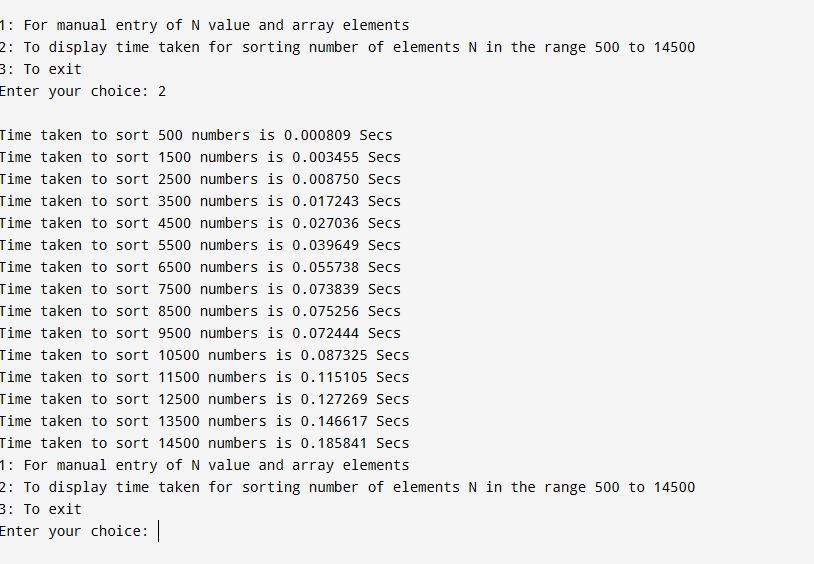 1: For manual entry of N value and array elements
2: To display time taken for sorting number of elements N in the range 500 to 14500
3: To exit
Enter your choice: 2
Time taken to sort 500 numbers is 0.000809 Secs
Time taken to sort 1500 numbers is 0.003455 Secs
Time taken to sort 2500 numbers is 0.008750 Secs
Time taken to sort 3500 numbers is 0.017243 Secs
Time taken to sort 4500 numbers is 0.027036 Secs
Time taken to sort 5500 numbers is 0.039649 Secs
Time taken to sort 6500 numbers is 0.055738 Secs
Time taken to sort 7500 numbers is 0.073839 Secs
Time taken to sort 8500 numbers is 0.075256 Secs
Time taken to sort 9500 numbers is 0.072444 Secs
Time taken to sort 10500 numbers is 0.087325 Secs
Time taken to sort 11500 numbers is 0.115105 Secs
Time taken to sort 12500 numbers is 0.127269 Secs
Time taken to sort 13500 numbers is 0.146617 Secs
Time taken to sort 14500 numbers is 0.185841 Secs
1: For manual entry of N value and array elements
2: To display time taken for sorting number of elements N in the range 500 to 14500
3: To exit
Enter your choice: